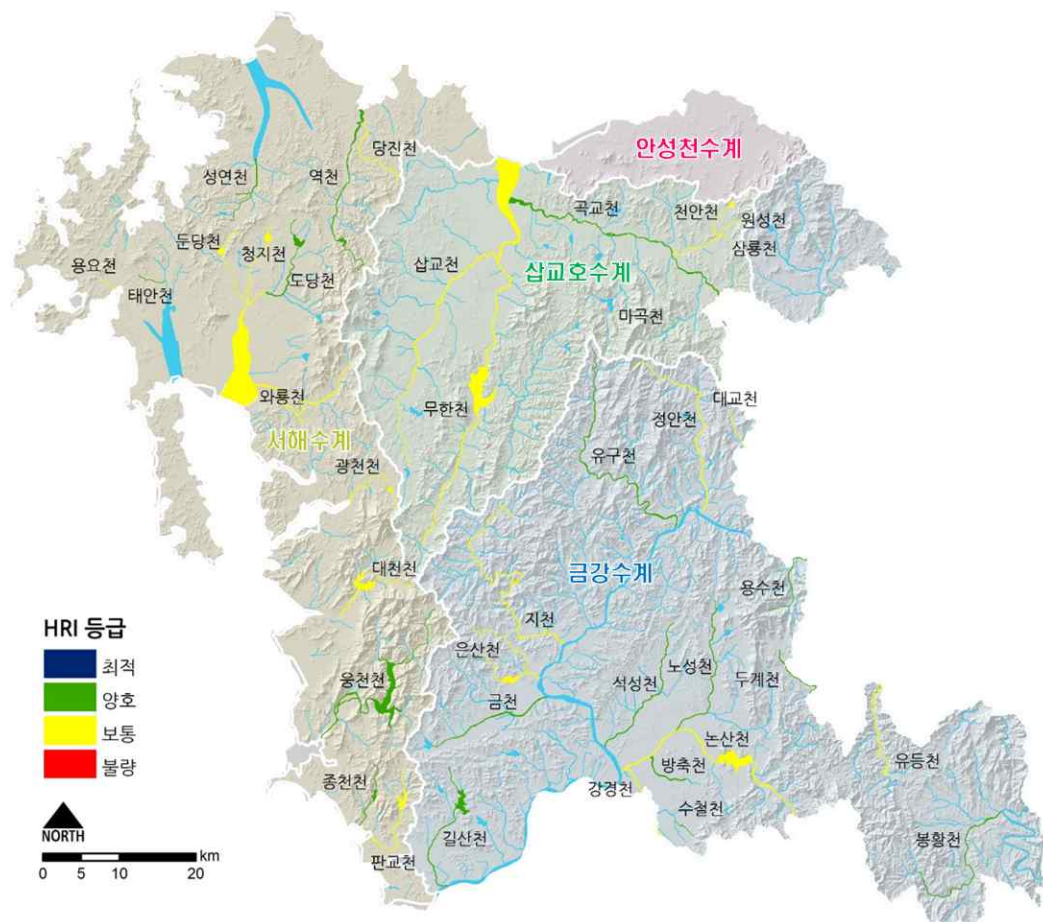 안성천수계
당진천
성연천
역천
곡교천
천안천
원성천
둔당천
청지천
삼룡천
용요천
삽교천
삽교호수계
태안천
도당천
마곡천
와룡천
무한천
대교천
정안천
서해수계
유구천
광천천
대천천
금강수계
용수천
HRI 등급
지천
최적
은산천
양호
웅천천
석성천
노성천
두계천
금천
보통
논산천
불량
방축천
유등천
종천천
강경천
수철천
NORTH
길산천
봉황천
km
판교천
0 5 10 20